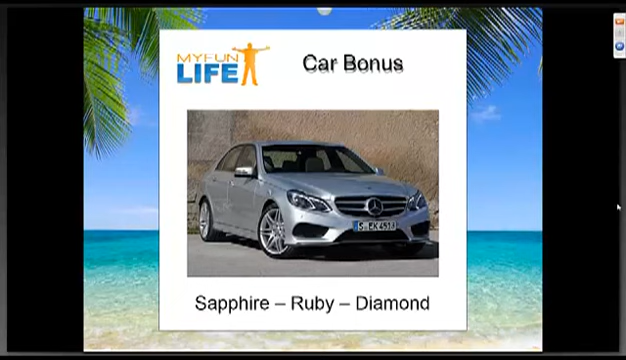 MYFUN
LIFE
Car Bonus
Sapphire – Ruby – Diamond